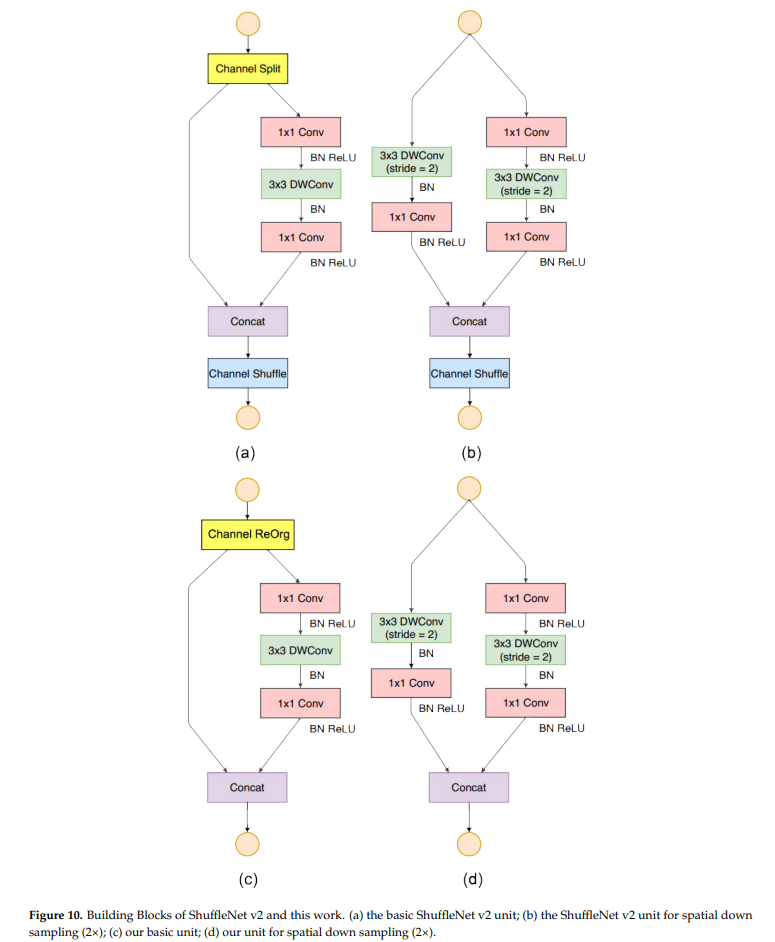 Channel Split
1x1 Conv
BN ReLU
3x3 DWConv
BN
1x1 Conv
BN ReLU
Concat
Channel Shuffle
(a)
3x3 DWConv
(stride = 2)
BN
1x1 Conv
BN ReLU
1x1 Conv
BN ReLU
3x3 DWConv
(stride = 2)
BN
1x1 Conv
BN ReLU
Concat
Channel Shuffle
(b)
Channel ReOrg
1x1 Conv
BN ReLU
3x3 DWConv
BN
1x1 Conv
BN ReLU
Concat
(c)
3x3 DWConv
(stride = 2)
BN
1x1 Conv
BN ReLU
1x1 Conv
BN ReLU
3x3 DWConv
(stride = 2)
BN
1x1 Conv
BN ReLU
Concat
(d)
Figure 10. Building Blocks of ShuffleNet v2 and this work. (a) the basic ShuffleNet v2 unit; (b) the ShuffleNet v2 unit for spatial down
sampling (2×); (c) our basic unit; (d) our unit for spatial down sampling (2×).